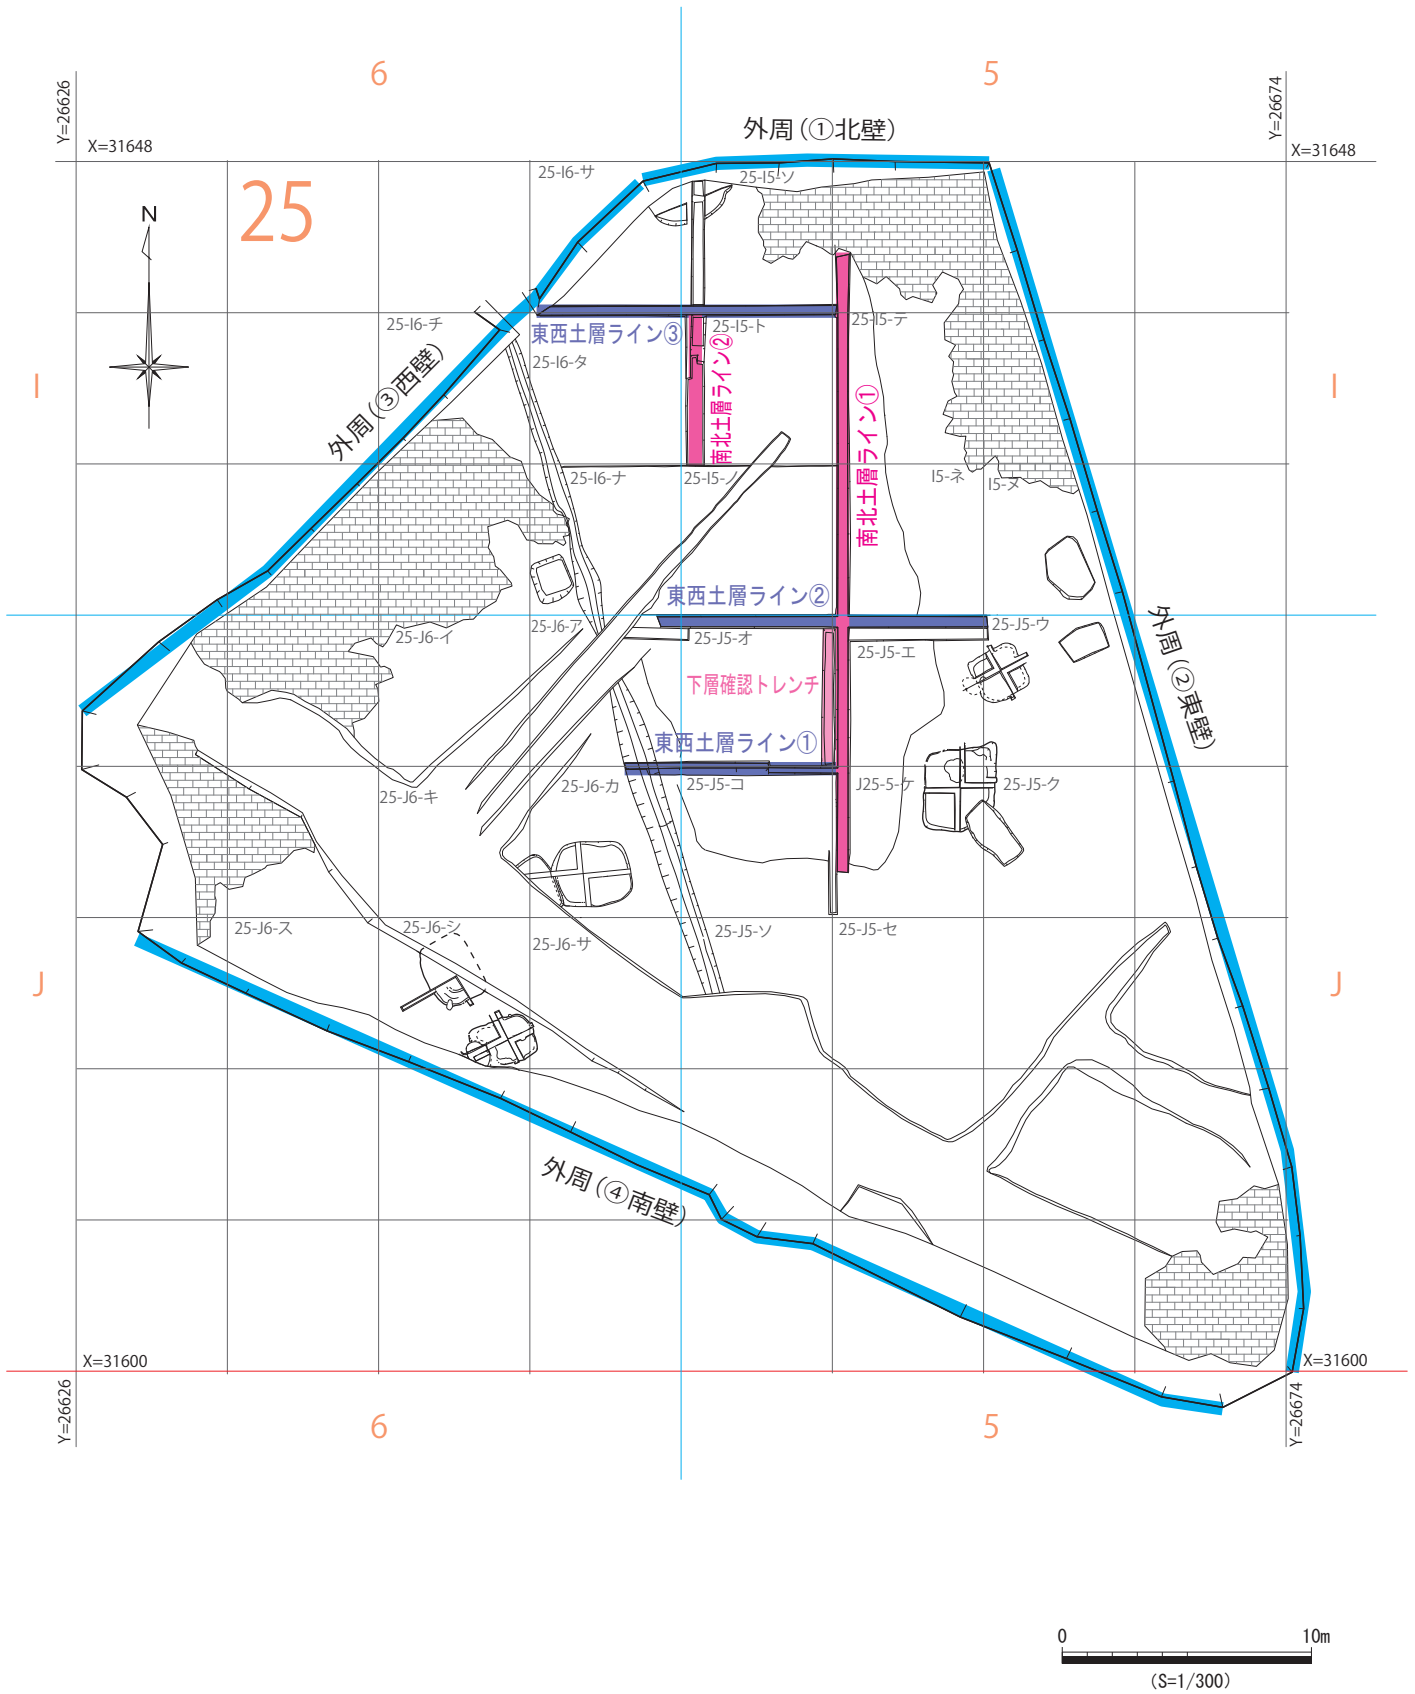 6
5
Y=26626
Y=26674
X=31648
外周(①北壁)
X=31648
25-I6-サ
25-I5-ソ
25
N
25-I6-チ
東西土層ライン③
25-I5-ト
25-I5-テ
25-I6-タ
南北土層ライン②
外周(③西壁)
I
I
南北土層ライン①
25-I6-ナ
25-I5-ノ
I5-ネ
I5-ヌ
東西土層ライン②
25-J6-イ
25-J6-ア
25-J5-オ
25-J5-エ
25-J5-ウ
外周(②東壁)
下層確認トレンチ
東西土層ライン①
25-J6-キ
25-J6-カ
25-J5-コ
J25-5-ケ
25-J5-ク
25-J6-ス
25-J6-シ
25-J6-サ
25-J5-ソ
25-J5-セ
J
J
外周(④南壁)
X=31600
X=31600
Y=26626
Y=26674
6
5
0
10m
(S=1/300)